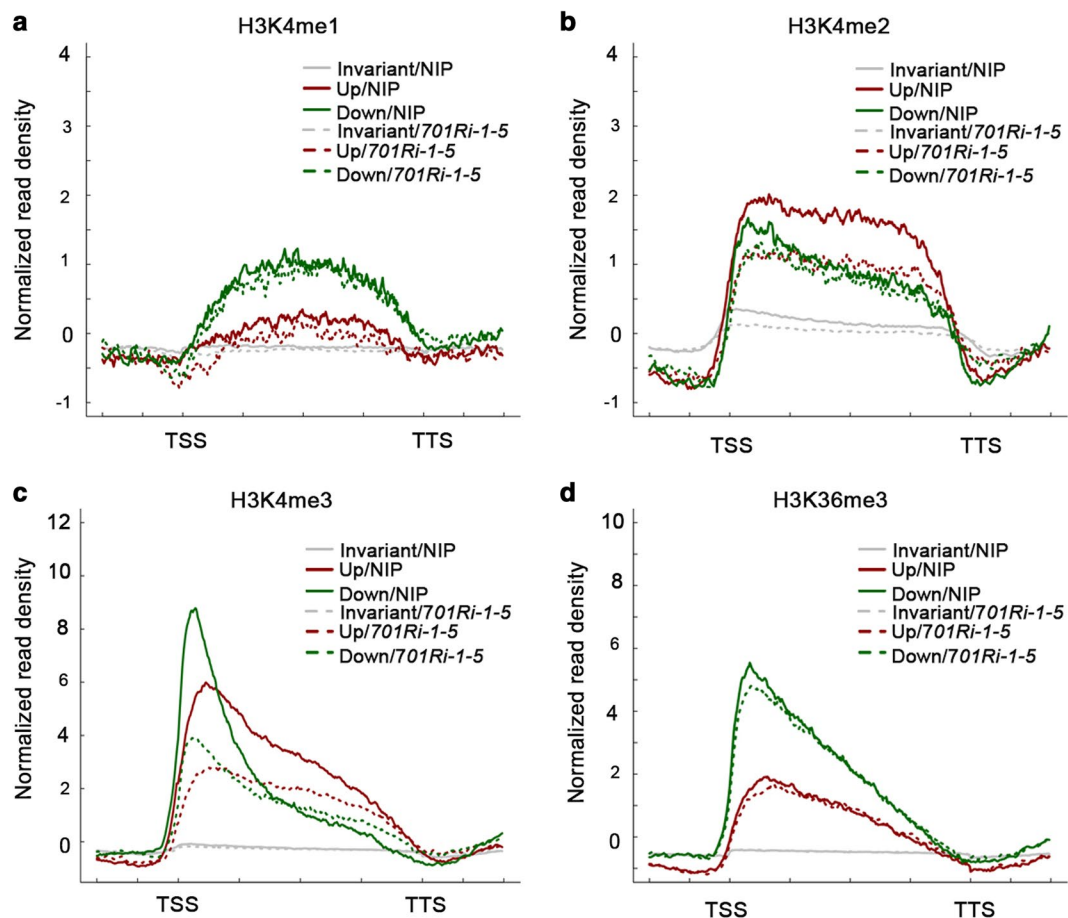 a
H3K4me1
Normalized read density
4
3
2
1
0
-1
Invariant/NIP
Up/NIP
Down/NIP
Invariant/701Ri-1-5
Up/701Ri-1-5
Down/701Ri-1-5
TSS
TTS
b
H3K4me2
Normalized read density
4
3
2
1
0
-1
Invariant/NIP
Up/NIP
Down/NIP
Invariant/701Ri-1-5
Up/701Ri-1-5
Down/701Ri-1-5
TSS
TTS
c
H3K4me3
Normalized read density
12
10
8
6
4
2
0
Invariant/NIP
Up/NIP
Down/NIP
Invariant/701Ri-1-5
Up/701Ri-1-5
Down/701Ri-1-5
TSS
TTS
d
H3K36me3
Normalized read density
10
8
6
4
2
0
Invariant/NIP
Up/NIP
Down/NIP
Invariant/701Ri-1-5
Up/701Ri-1-5
Down/701Ri-1-5
TSS
TTS